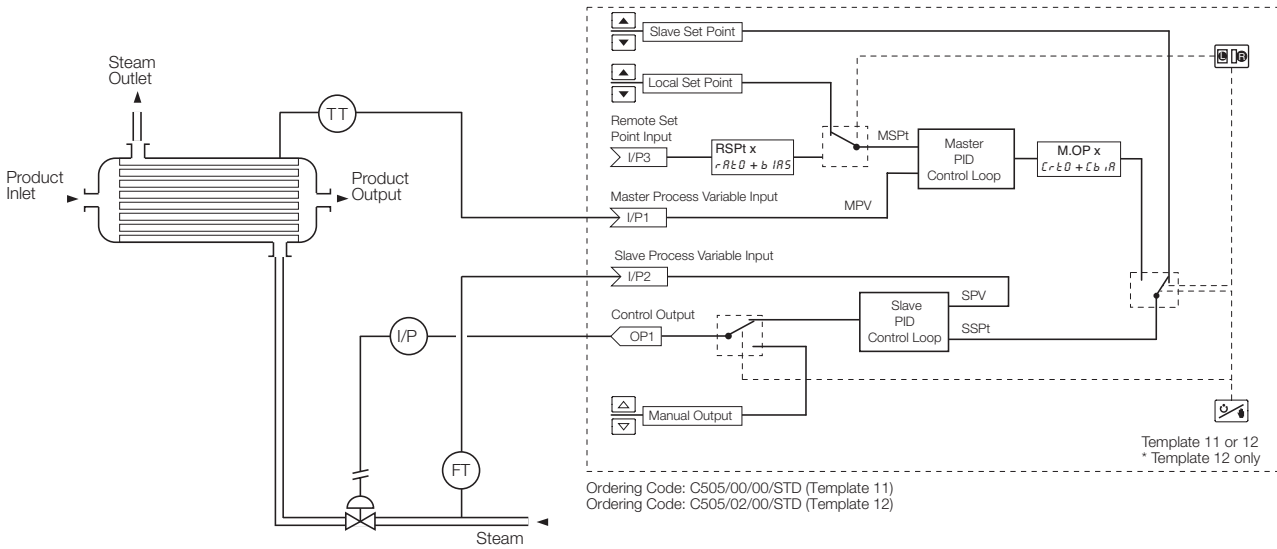 Steam
Outlet
TT
Product
Inlet
Product
Output
I/P
FT
Steam
Slave Set Point
Local Set Point
Remote Set
Point Input
I/P3
RSPt x
rAtO + bIAS
MSPt
Master
PID
Control Loop
M.OP x
CrtO + CbiA
Master Process Variable Input
I/P1
MPV
Slave Process Variable Input
I/P2
SPV
Slave
PID
Control Loop
SSPt
Control Output
OP1
Manual Output
L R
Template 11 or 12
* Template 12 only
Ordering Code: C505/00/00/STD (Template 11)
Ordering Code: C505/02/00/STD (Template 12)